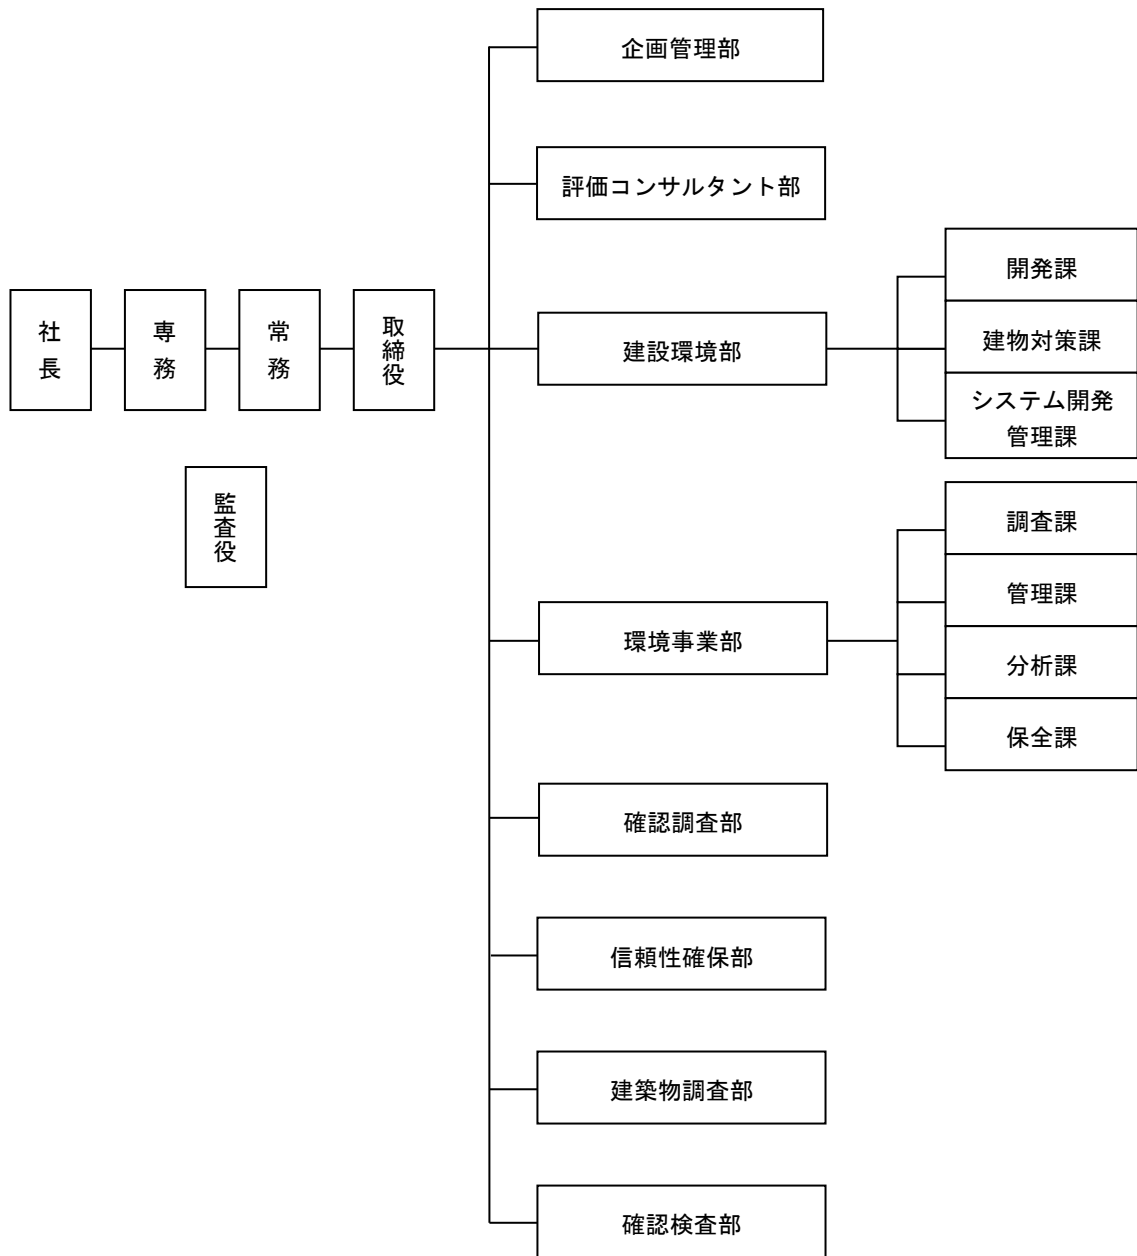 企画管理部
評価コンサルタント部
社長
専務
常務
取締役
建設環境部
開発課
建物対策課
システム開発
管理課
監査役
環境事業部
調査課
管理課
分析課
保全課
確認調査部
信頼性確保部
建築物調査部
確認検査部